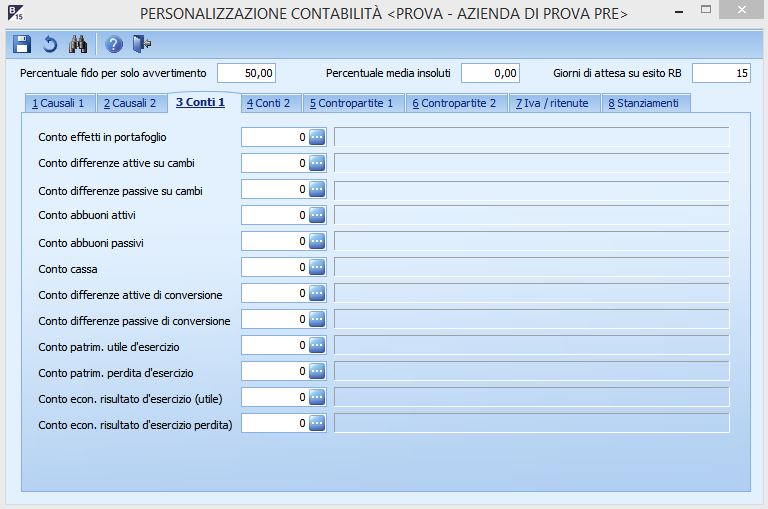 B 15 PERSONALIZZAZIONE CONTABILITÀ <PROVA - AZIENDA DI PROVA PRE>
Percentuale fido per solo avvertimento 50,00 Percentuale media insoluti 0,00 Giorni di attesa su esito RB 15
1 Causali 1 2 Causali 2 3 Conti 1 4 Conti 2 5 Contropartite 1 6 Contropartite 2 7 Iva / ritenute 8 Stanziamenti
Conto effetti in portafoglio 0
Conto differenze attive su cambi 0
Conto differenze passive su cambi 0
Conto abbuoni attivi 0
Conto abbuoni passivi 0
Conto cassa 0
Conto differenze attive di conversione 0
Conto differenze passive di conversione 0
Conto patrim. utile d'esercizio 0
Conto patrim. perdita d'esercizio 0
Conto econ. risultato d'esercizio (utile) 0
Conto econ. risultato d'esercizio perdita) 0